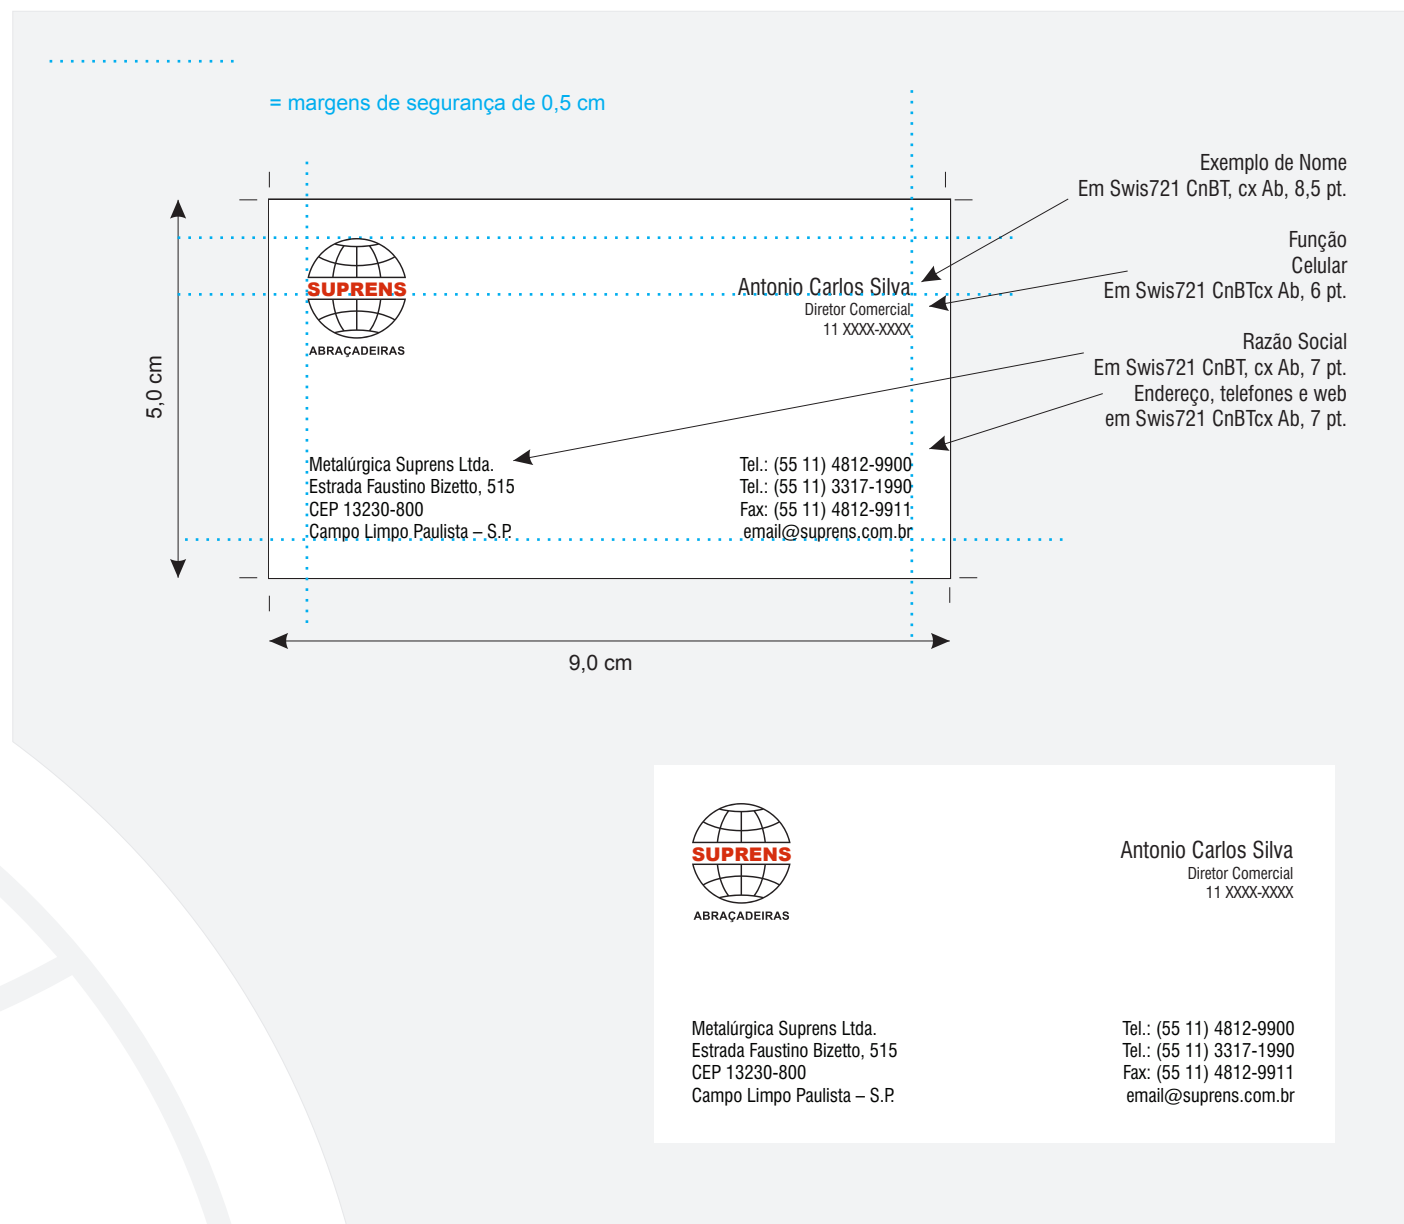 = margens de segurança de 0,5 cm
Exemplo de Nome
Em Swis721 CnBT, cx Ab, 8,5 pt.
Função
Celular
Em Swis721 CnBTcx Ab, 6 pt.
Razão Social
Em Swis721 CnBT, cx Ab, 7 pt.
Endereço, telefones e web
em Swis721 CnBTcx Ab, 7 pt.
5,0 cm
SUPRENS
ABRAÇADEIRAS
Antonio Carlos Silva
Diretor Comercial
11 XXXX-XXXX
Metalúrgica Suprens Ltda.
Estrada Faustino Bizetto, 515
CEP 13230-800
Campo Limpo Paulista – S.P.
Tel.: (55 11) 4812-9900
Tel.: (55 11) 3317-1990
Fax: (55 11) 4812-9911
email@suprens.com.br
9,0 cm
SUPRENS
ABRAÇADEIRAS
Antonio Carlos Silva
Diretor Comercial
11 XXXX-XXXX
Metalúrgica Suprens Ltda.
Estrada Faustino Bizetto, 515
CEP 13230-800
Campo Limpo Paulista – S.P.
Tel.: (55 11) 4812-9900
Tel.: (55 11) 3317-1990
Fax: (55 11) 4812-9911
email@suprens.com.br